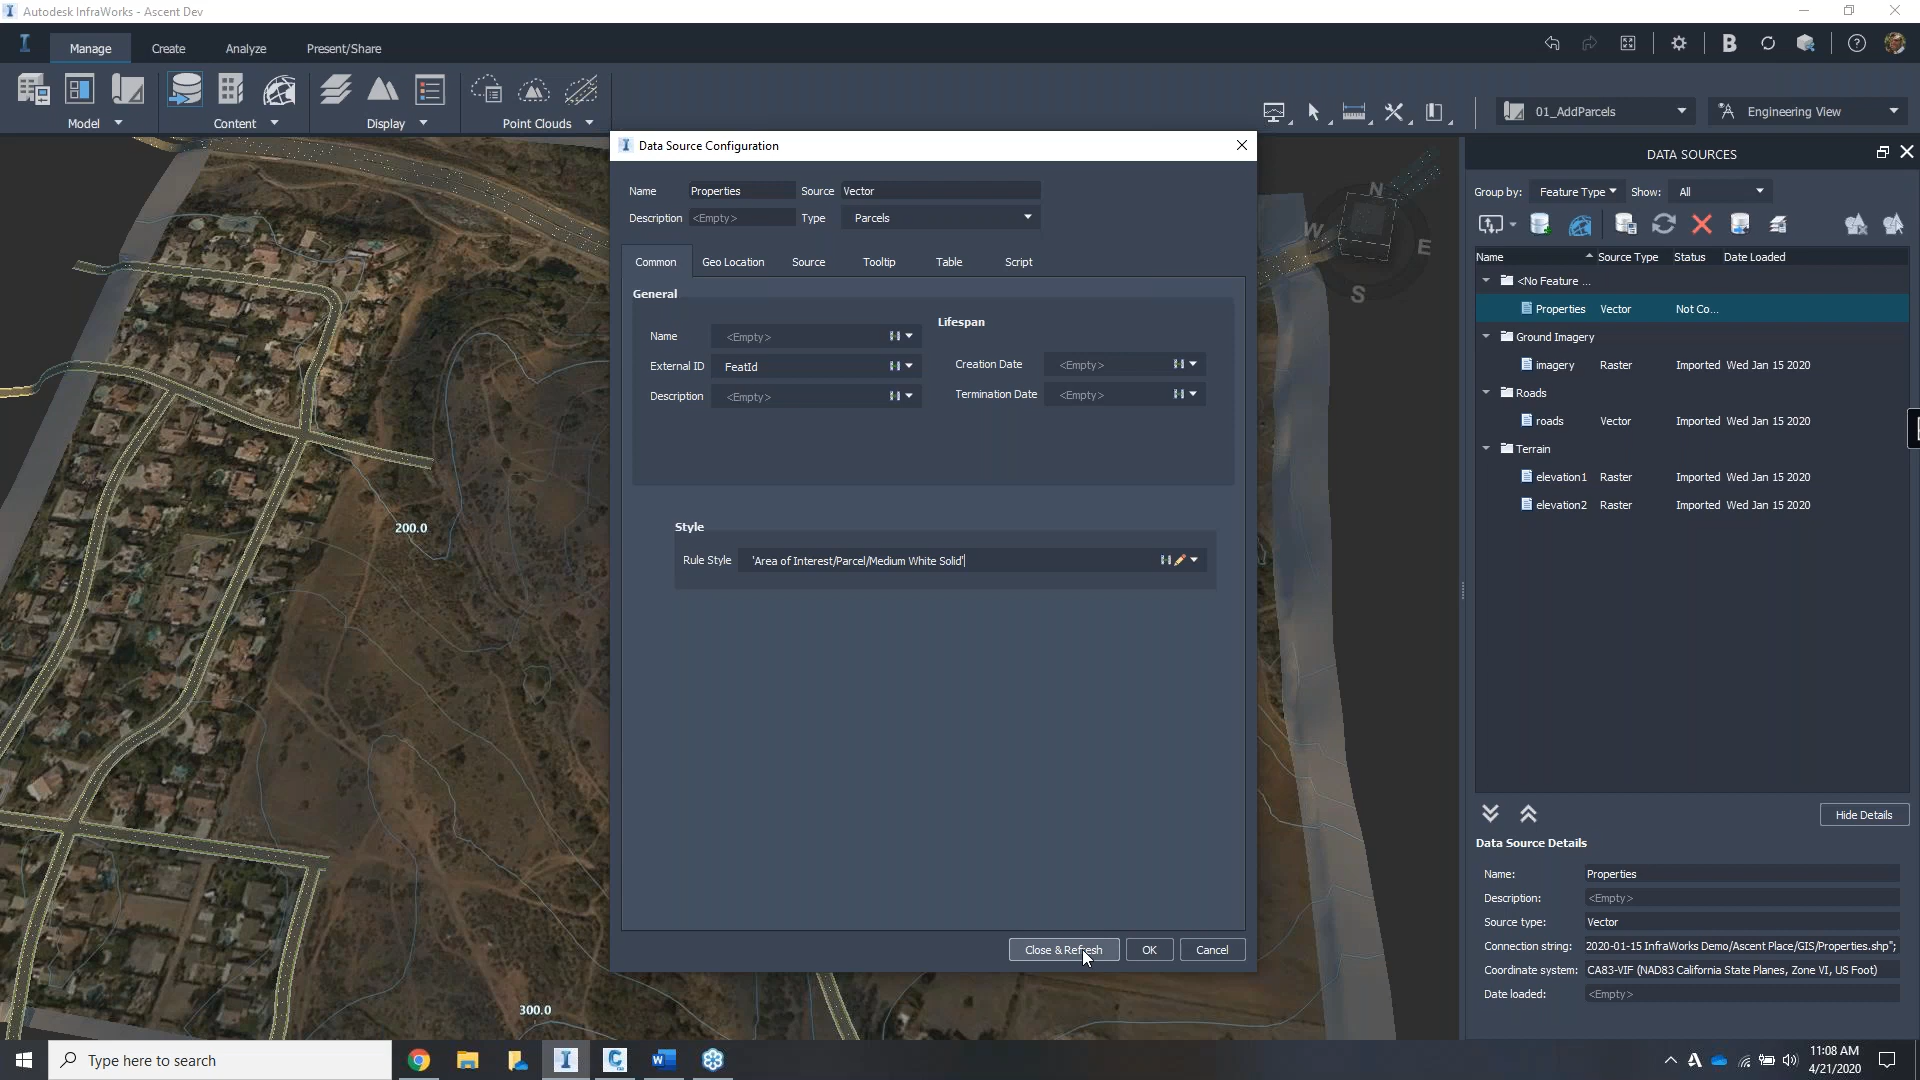 Autodesk InfraWorks - Ascent Dev
Manage Create Analyze Present/Share
Model Content Display Point Clouds
01_AddParcels Engineering View
Data Source Configuration
Name Properties Source Vector
Description <Empty> Type Parcels
Common Geo Location Source Tooltip Table Script
General
Name <Empty>
External ID FeatId
Description <Empty>
Lifespan
Creation Date <Empty>
Termination Date <Empty>
Style
Rule Style 'Area of Interest/Parcel/Medium White Solid'
Close & Refresh OK Cancel
200.0
300.0
N
W
E
S
DATA SOURCES
Group by: Feature Type Show: All
Name Source Type Status Date Loaded
<No Feature ...
Properties Vector Not Co...
Ground Imagery
imagery Raster Imported Wed Jan 15 2020
Roads
roads Vector Imported Wed Jan 15 2020
Terrain
elevation1 Raster Imported Wed Jan 15 2020
elevation2 Raster Imported Wed Jan 15 2020
Hide Details
Data Source Details
Name: Properties
Description: <Empty>
Source type: Vector
Connection string: 2020-01-15 InfraWorks Demo/Ascent Place/GIS/Properties.shp";
Coordinate system: CA83-VIF (NAD83 California State Planes, Zone VI, US Foot)
Date loaded: <Empty>
Type here to search
11:08 AM
4/21/2020